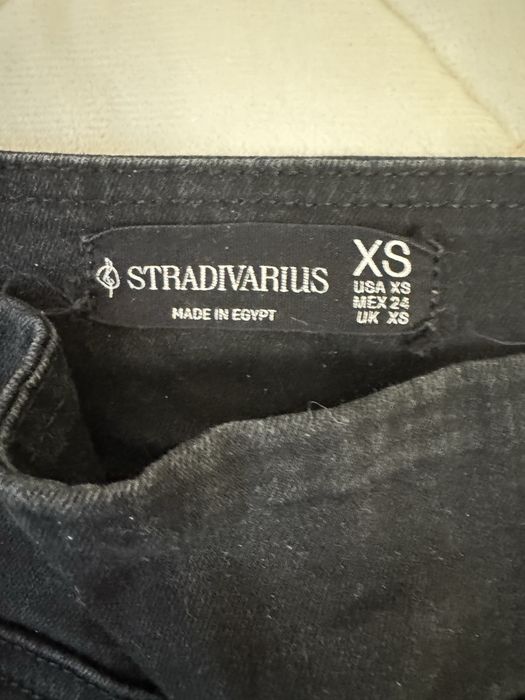 STRADIVARIUS
MADE IN EGYPT
XS
USA XS
MEX 24
UK XS